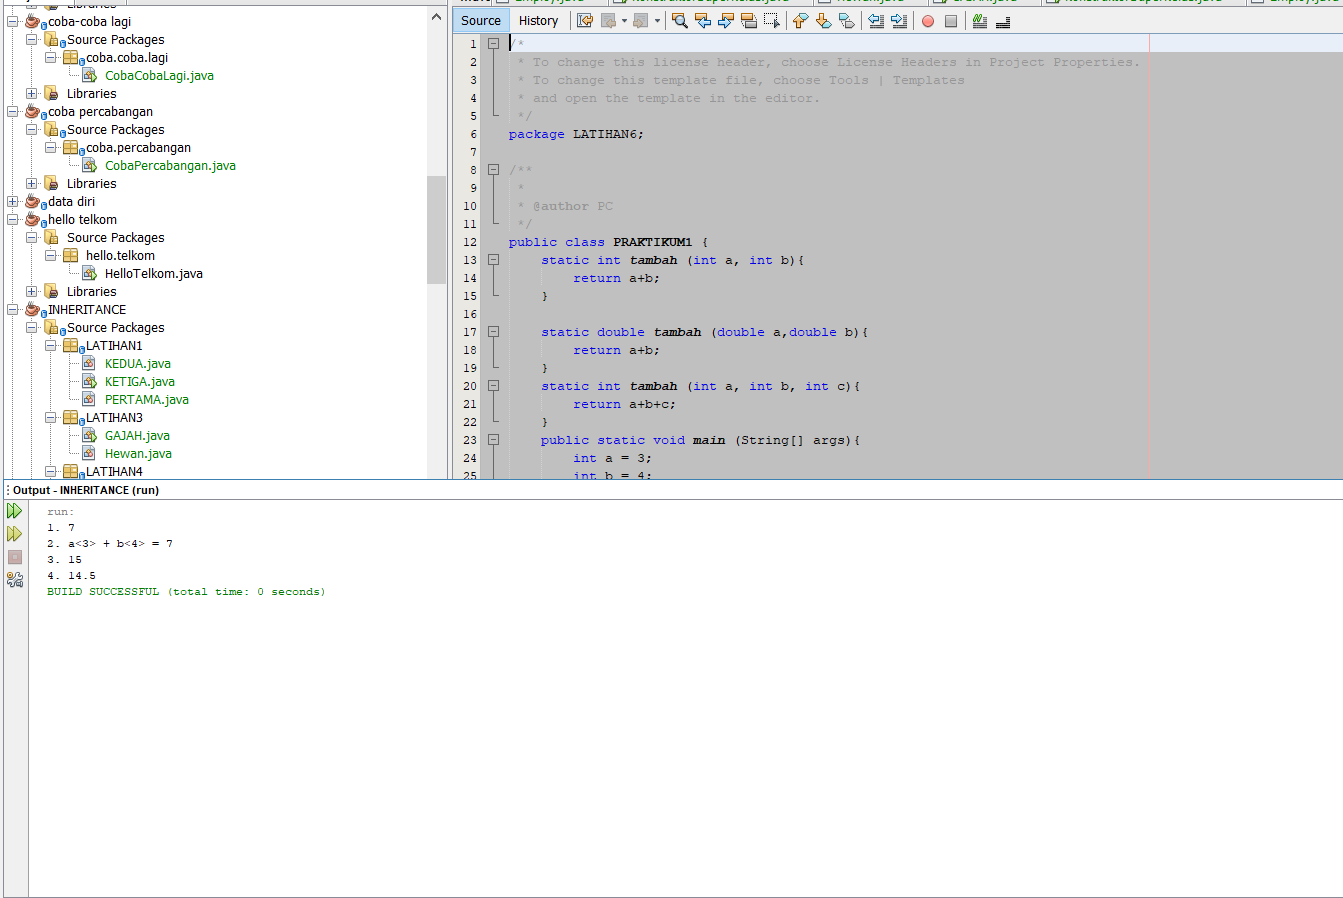 coba-coba lagi
Source Packages
coba.coba.lagi
CobaCobaLagi.java
Libraries
coba percabangan
Source Packages
coba.percabangan
CobaPercabangan.java
Libraries
data diri
hello telkom
Source Packages
hello.telkom
HelloTelkom.java
Libraries
INHERITANCE
Source Packages
LATIHAN1
KEDUA.java
KETIGA.java
PERTAMA.java
LATIHAN3
GAJAH.java
Hewan.java
LATIHAN4
Source History
1 /*
2 * To change this license header, choose License Headers in Project Properties.
3 * To change this template file, choose Tools | Templates
4 * and open the template in the editor.
5 */
6 package LATIHAN6;
7
8 /**
9 *
10 * @author PC
11 */
12 public class PRAKTIKUM1 {
13 static int tambah (int a, int b){
14 return a+b;
15 }
16
17 static double tambah (double a,double b){
18 return a+b;
19 }
20 static int tambah (int a, int b, int c){
21 return a+b+c;
22 }
23 public static void main (String[] args){
24 int a = 3;
25 int b = 4;
Output - INHERITANCE (run)
run:
1. 7
2. a<3> + b<4> = 7
3. 15
4. 14.5
BUILD SUCCESSFUL (total time: 0 seconds)